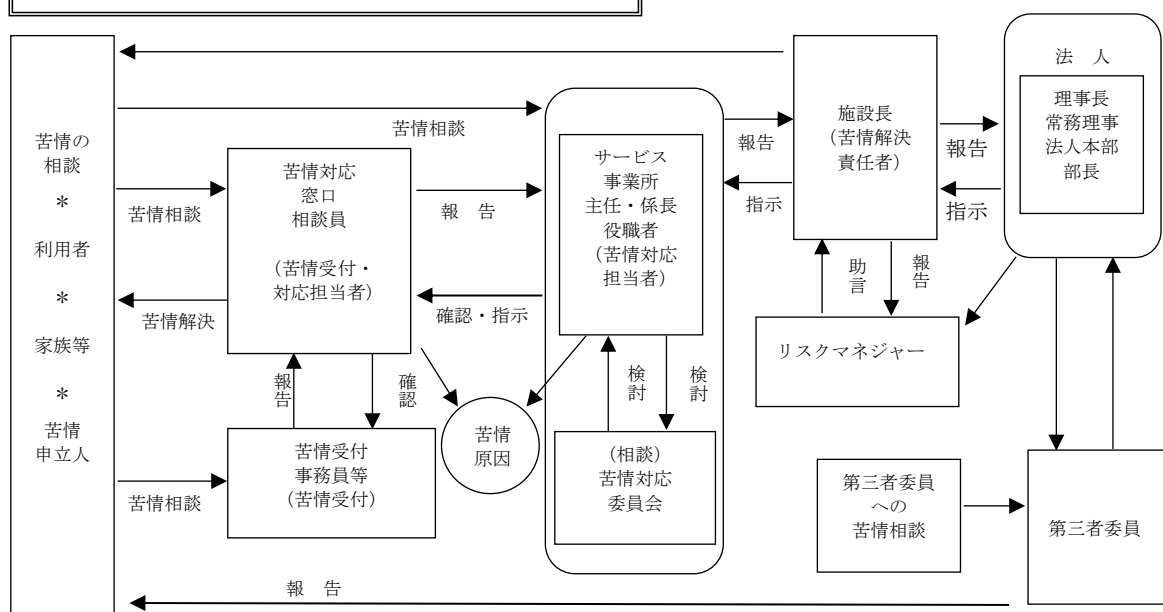 苦情の
相談
＊
利用者
＊
家族等
＊
苦情
申立人
苦情相談
苦情相談
苦情解決
苦情相談
苦情対応
窓口
相談員
（苦情受付・
対応担当者）
報告
確認
苦情受付
事務員等
（苦情受付）
報　告
確認・指示
苦情
原因
サービス
事業所
主任・係長
役職者
（苦情対応
担当者）
検討
検討
（相談）
苦情対応
委員会
報告
指示
施設長
（苦情解決
責任者）
報告
指示
法　人
理事長
常務理事
法人本部
部長
助言
報告
リスクマネジャー
第三者委員
への
苦情相談
第三者委員
報　告